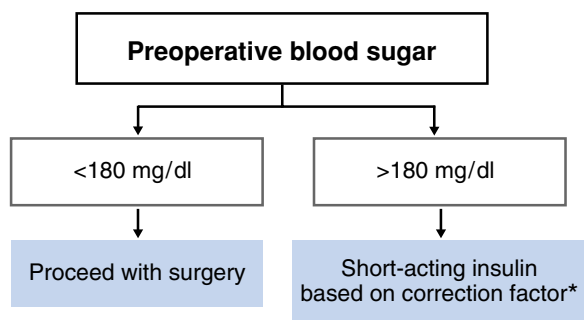 Preoperative blood sugar
<180 mg/dl
>180 mg/dl
Proceed with surgery
Short-acting insulin
based on correction factor*